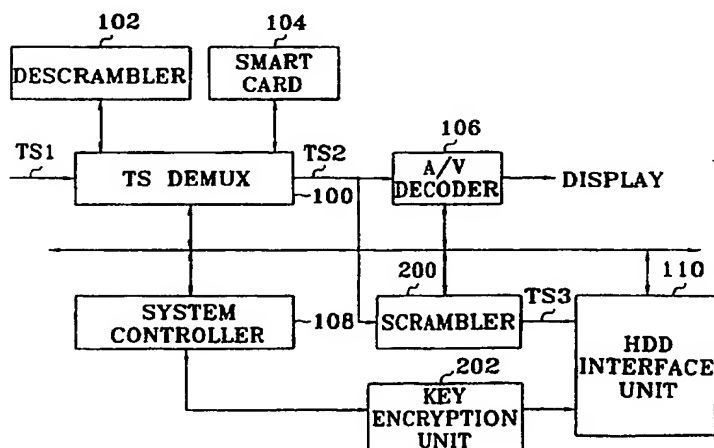 102
104
DESCRAMBLER
SMART
CARD
106
TS1
TS2
TS DEMUX
A/V
DECODER
DISPLAY
100
200
110
TS3
SYSTEM
CONTROLLER
108
SCRAMBLER
HDD
INTERFACE
UNIT
202
KEY
ENCRYPTION
UNIT